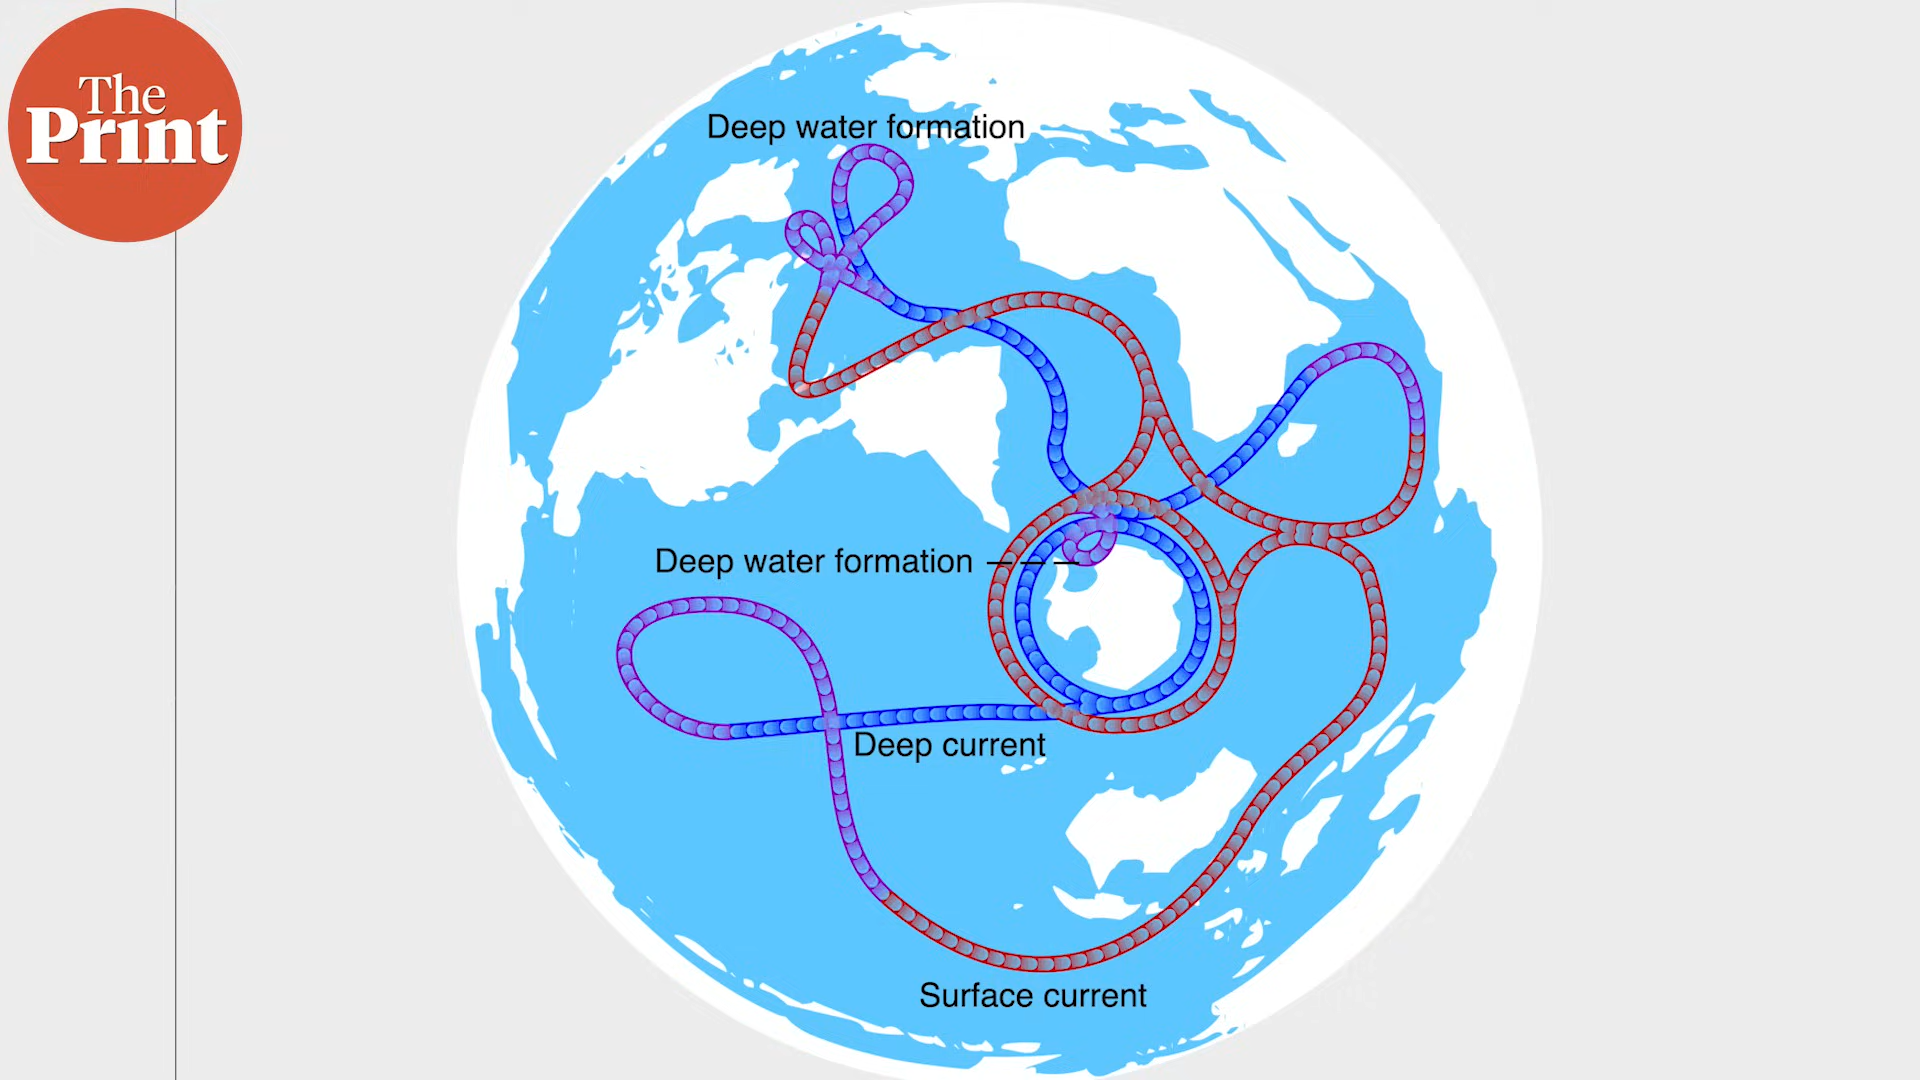 The
Print
Deep water formation
Deep water formation
Deep current
Surface current